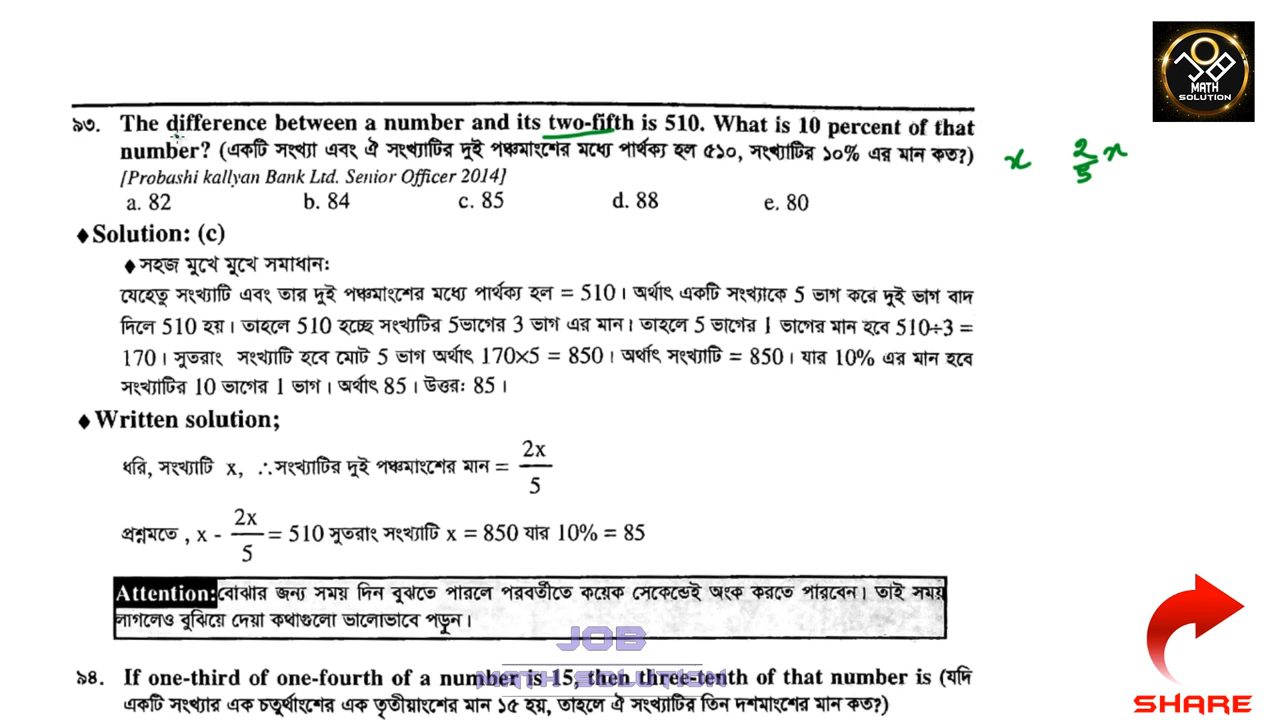 JOB
MATH
SOLUTION
৯৩. The difference between a number and its two-fifth is 510. What is 10 percent of that
number? (একটি সংখ্যা এবং ঐ সংখ্যাটির দুই পঞ্চমাংশের মধ্যে পার্থক্য হল ৫১০, সংখ্যাটির ১০% এর মান কত?)
x 2/5 x
[Probashi kallyan Bank Ltd. Senior Officer 2014]
a. 82 b. 84 c. 85 d. 88 e. 80
♦Solution: (c)
♦ সহজ মুখে মুখে সমাধান:
যেহেতু সংখ্যাটি এবং তার দুই পঞ্চমাংশের মধ্যে পার্থক্য হল = 510। অর্থাৎ একটি সংখ্যাকে 5 ভাগ করে দুই ভাগ বাদ
দিলে 510 হয়। তাহলে 510 হচ্ছে সংখ্যাটির 5ভাগের 3 ভাগ এর মান। তাহলে 5 ভাগের 1 ভাগের মান হবে 510÷3 =
170। সুতরাং সংখ্যাটি হবে মোট 5 ভাগ অর্থাৎ 170×5 = 850। অর্থাৎ সংখ্যাটি = 850। যার 10% এর মান হবে
সংখ্যাটির 10 ভাগের 1 ভাগ। অর্থাৎ 85। উত্তর: 85।
♦Written solution;
ধরি, সংখ্যাটি x, ∴সংখ্যাটির দুই পঞ্চমাংশের মান = 2x/5
প্রশ্নমতে, x - 2x/5 = 510 সুতরাং সংখ্যাটি x = 850 যার 10% = 85
Attention: বোঝার জন্য সময় দিন বুঝতে পারলে পরবর্তীতে কয়েক সেকেন্ডেই অংক করতে পারবেন। তাই সময়
লাগলেও বুঝিয়ে দেয়া কথাগুলো ভালোভাবে পড়ুন।
JOB
MATH SOLUTION
৯৪. If one-third of one-fourth of a number is 15, then three-tenth of that number is (যদি
একটি সংখ্যার এক চতুর্থাংশের এক তৃতীয়াংশের মান ১৫ হয়, তাহলে ঐ সংখ্যাটির তিন দশমাংশের মান কত?)
SHARE